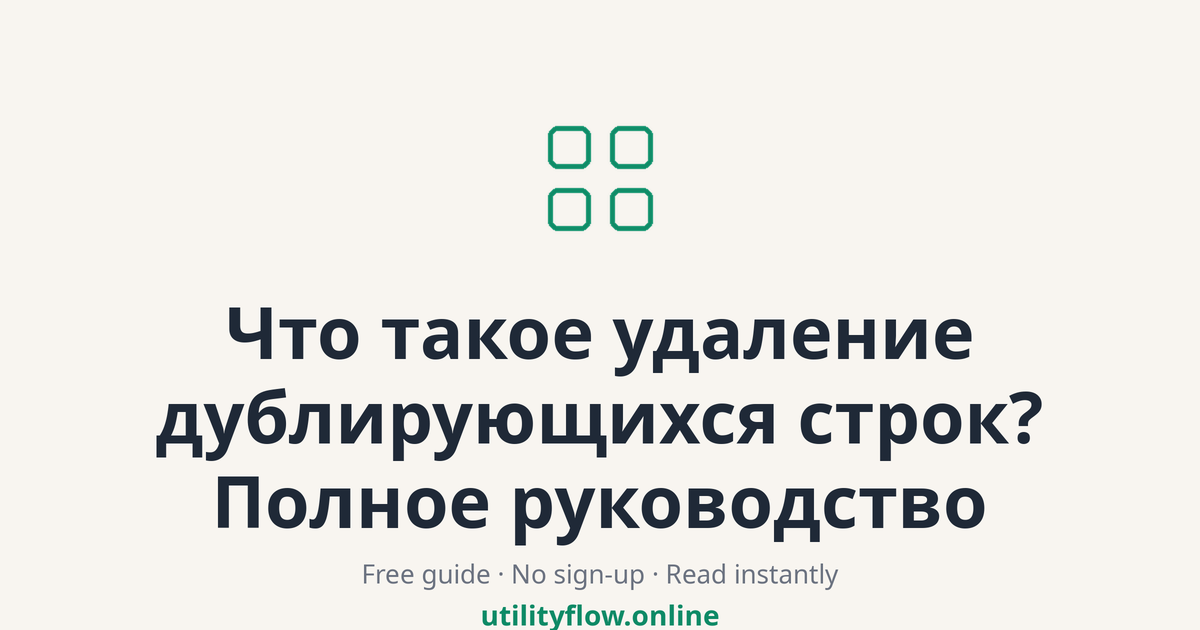 Что такое удаление
дублирующихся строк?
Полное руководство
Free guide · No sign-up · Read instantly
utilityflow.online